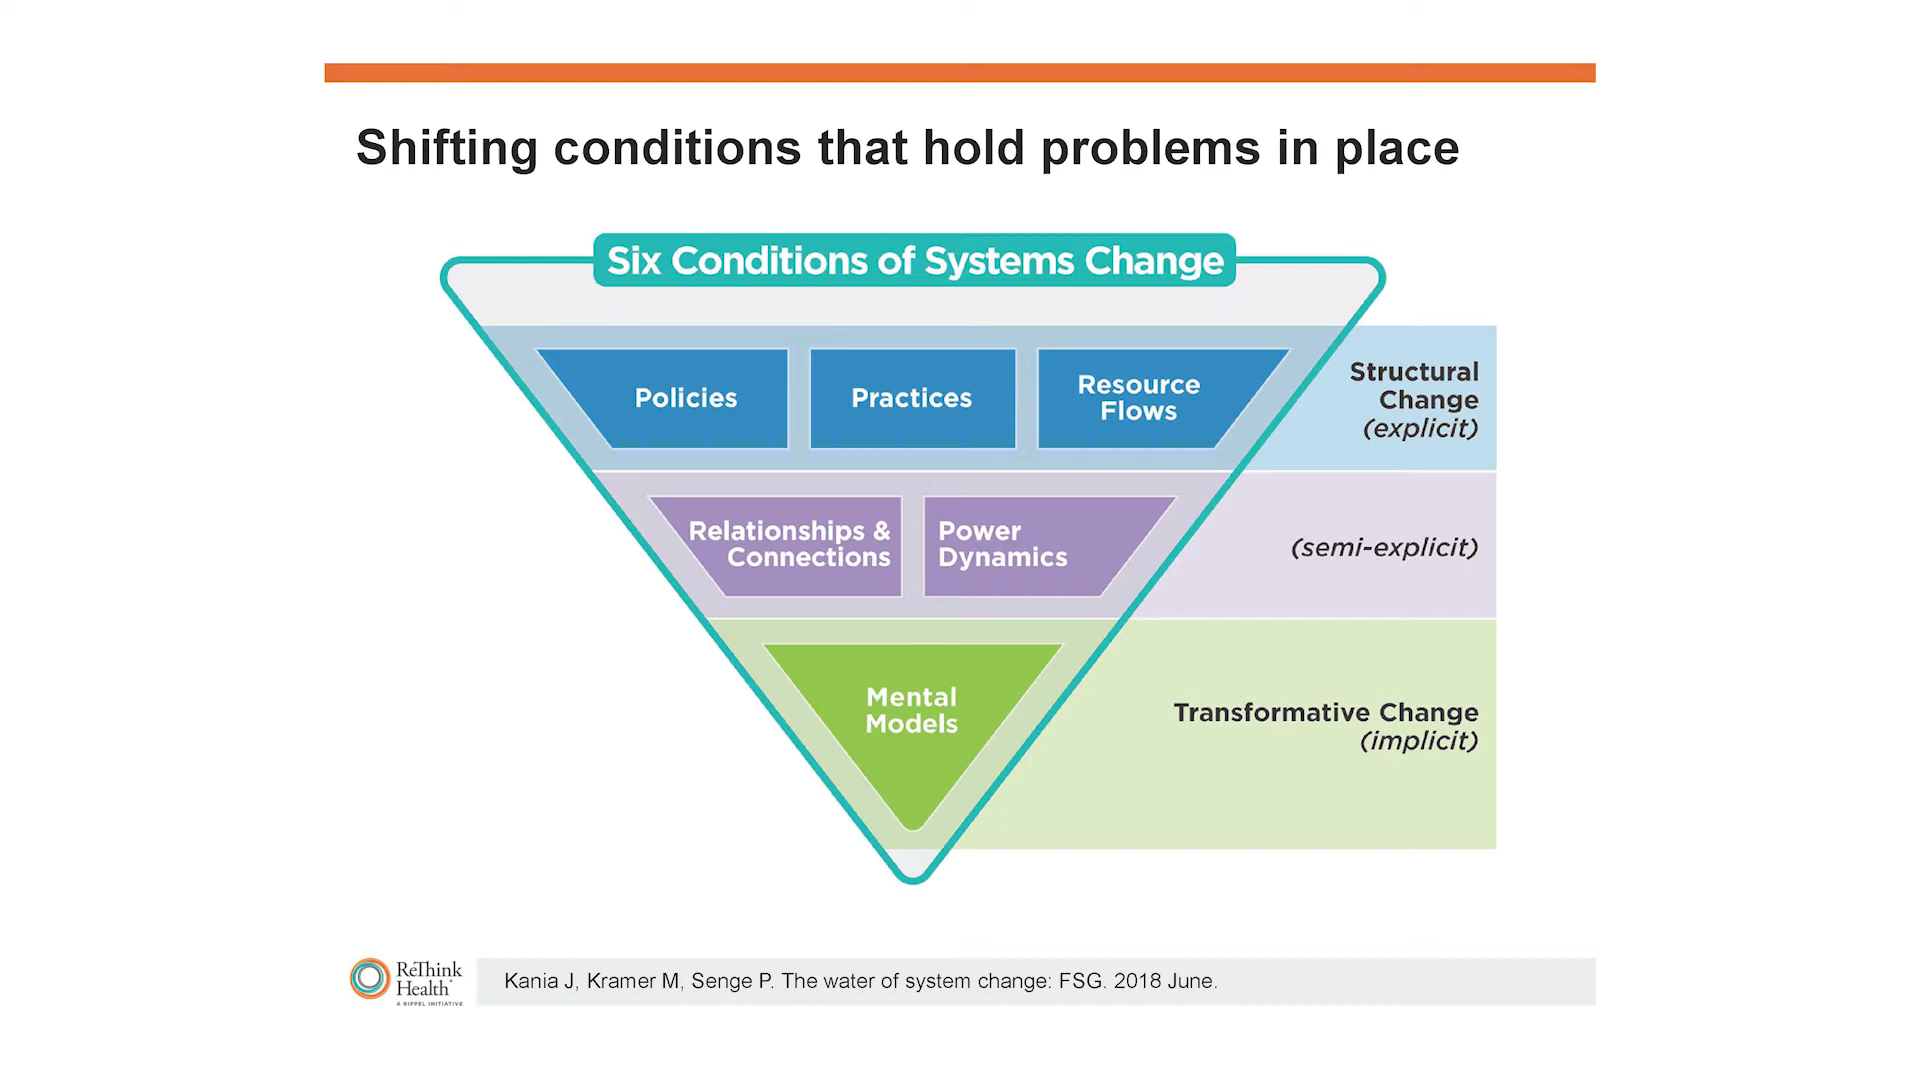 Shifting conditions that hold problems in place
Six Conditions of Systems Change
Policies
Practices
Resource
Flows
Structural
Change
(explicit)
Relationships &
Connections
Power
Dynamics
(semi-explicit)
Mental
Models
Transformative Change
(implicit)
ReThink
Health
A RIPPEL INITIATIVE
Kania J, Kramer M, Senge P. The water of system change: FSG. 2018 June.